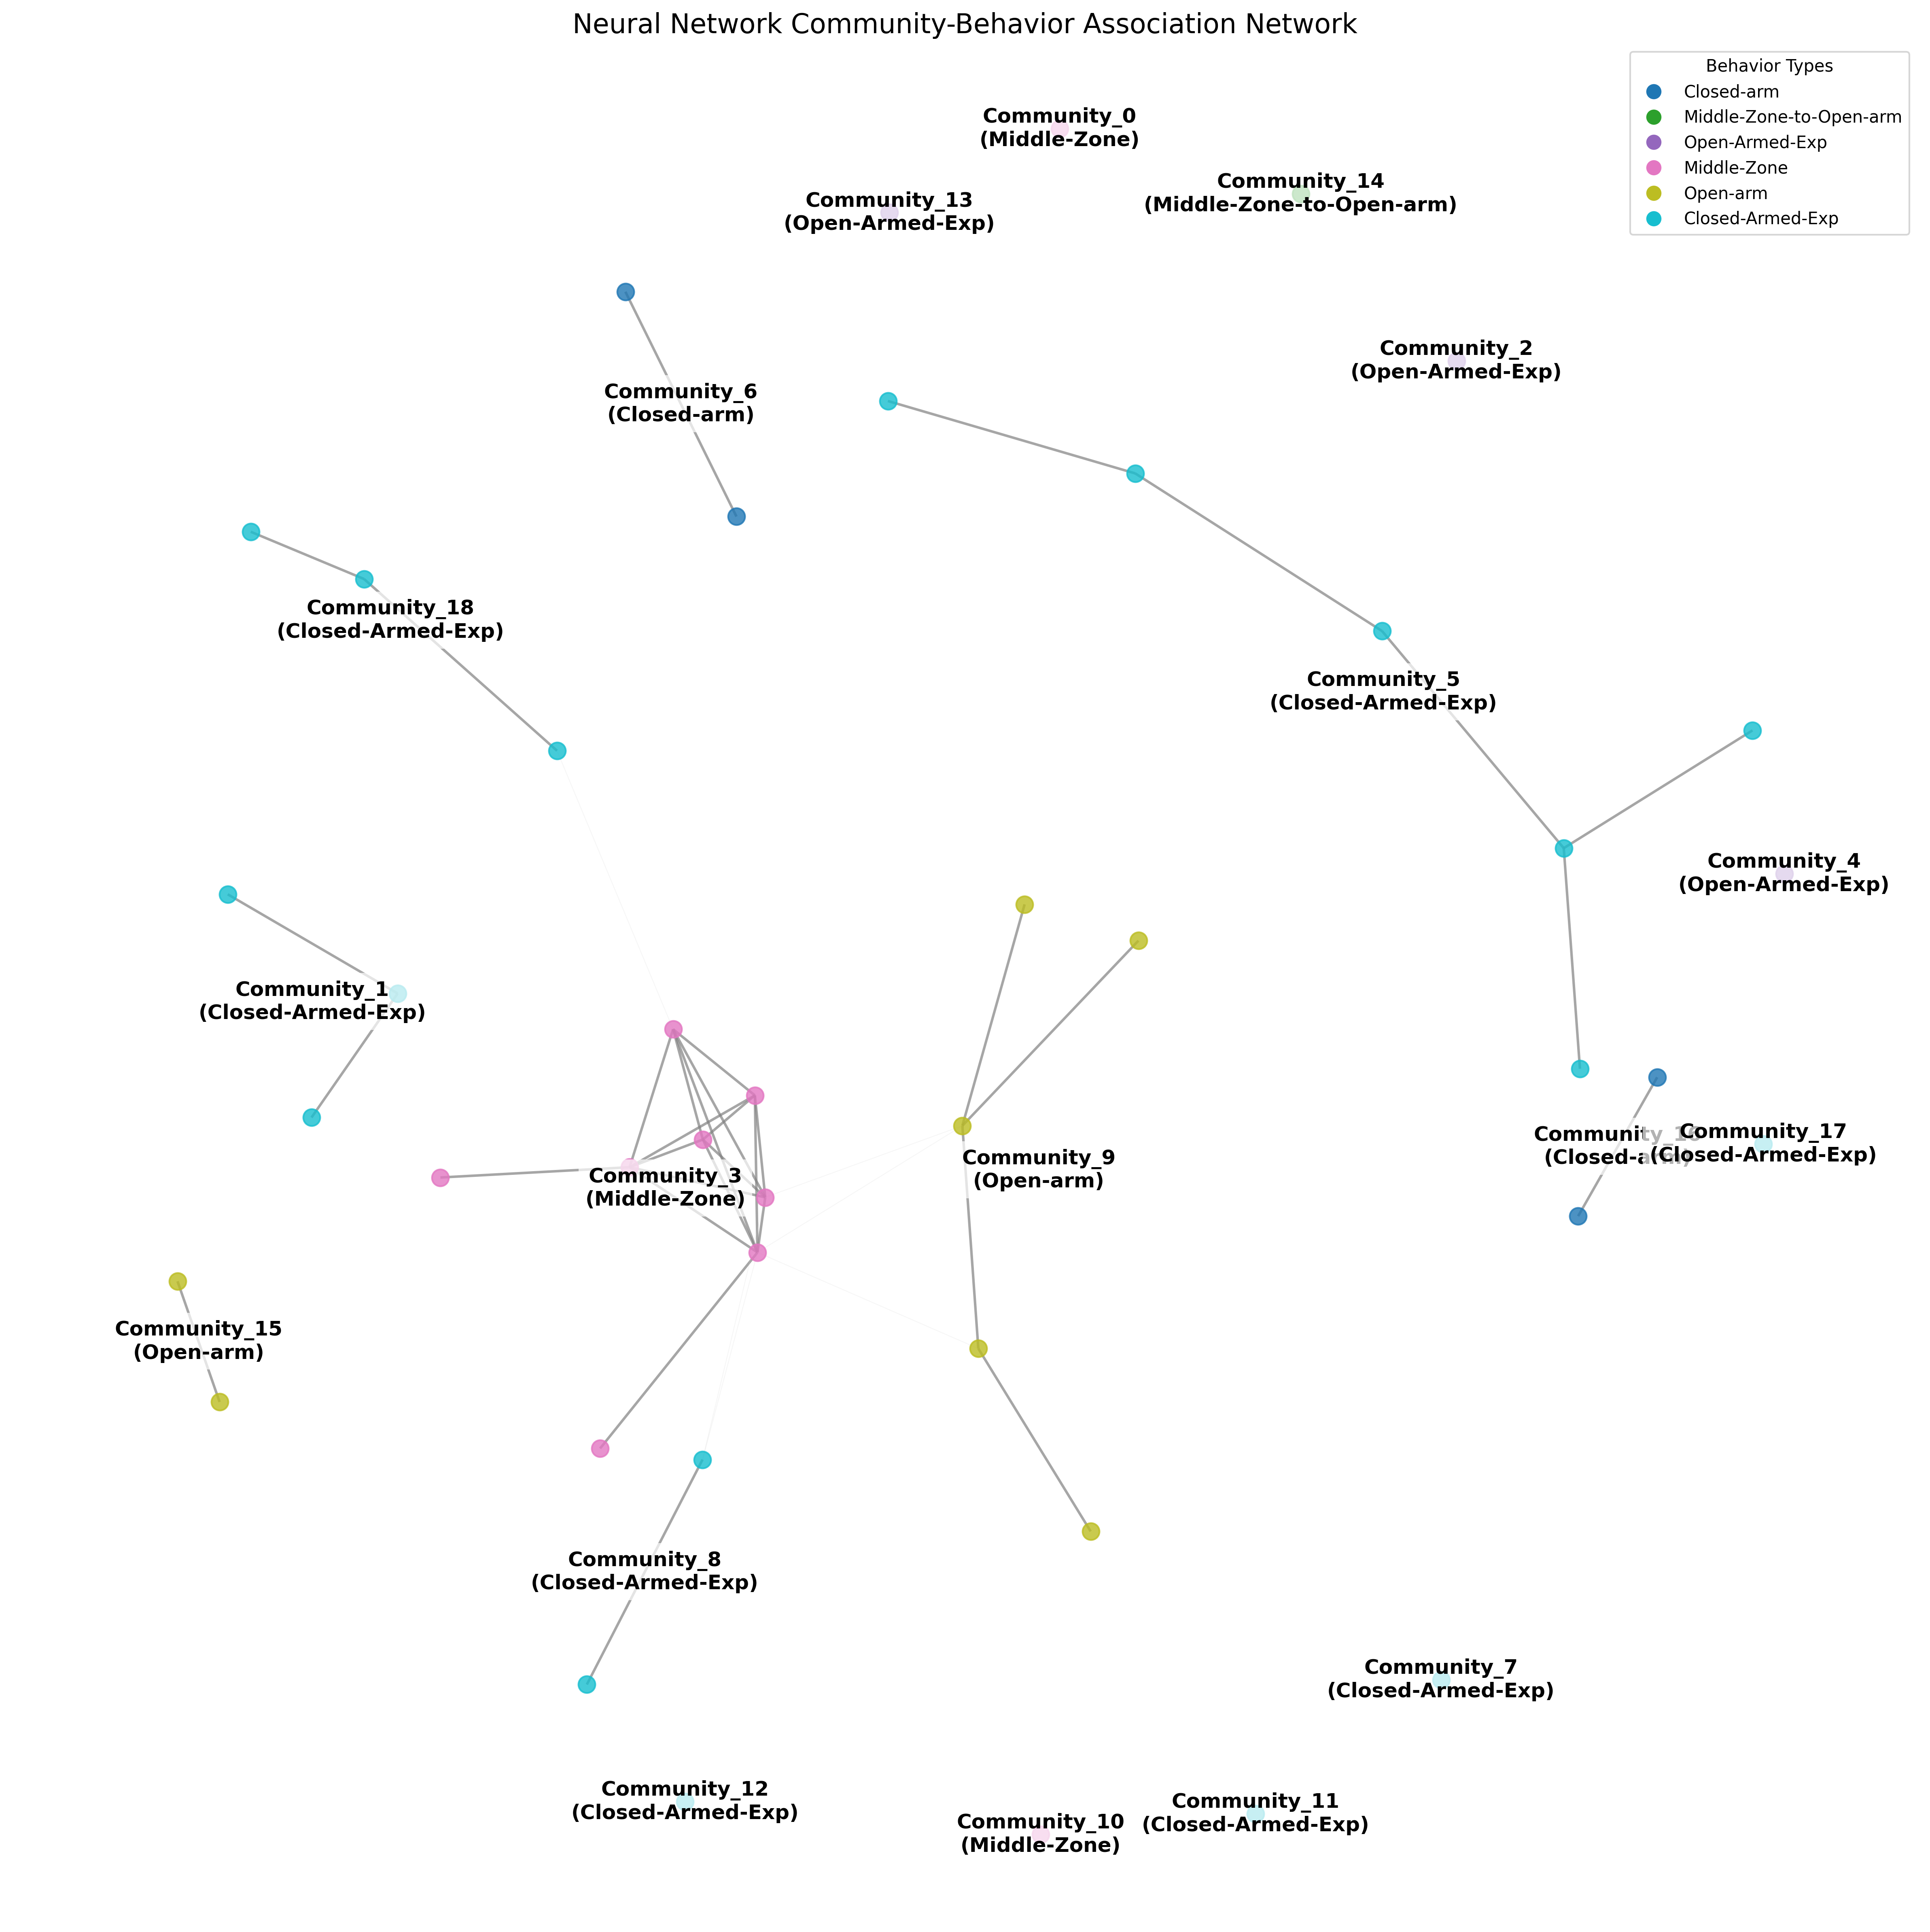 Neural Network Community-Behavior Association Network
Behavior Types
Closed-arm
Middle-Zone-to-Open-arm
Open-Armed-Exp
Middle-Zone
Open-arm
Closed-Armed-Exp
Community_0
(Middle-Zone)
Community_14
(Middle-Zone-to-Open-arm)
Community_13
(Open-Armed-Exp)
Community_2
(Open-Armed-Exp)
Community_6
(Closed-arm)
Community_18
(Closed-Armed-Exp)
Community_5
(Closed-Armed-Exp)
Community_4
(Open-Armed-Exp)
Community_1
(Closed-Armed-Exp)
Community_3
(Middle-Zone)
Community_9
(Open-arm)
Community_16
(Closed-arm)
Community_17
(Closed-Armed-Exp)
Community_15
(Open-arm)
Community_8
(Closed-Armed-Exp)
Community_7
(Closed-Armed-Exp)
Community_12
(Closed-Armed-Exp)
Community_10
(Middle-Zone)
Community_11
(Closed-Armed-Exp)